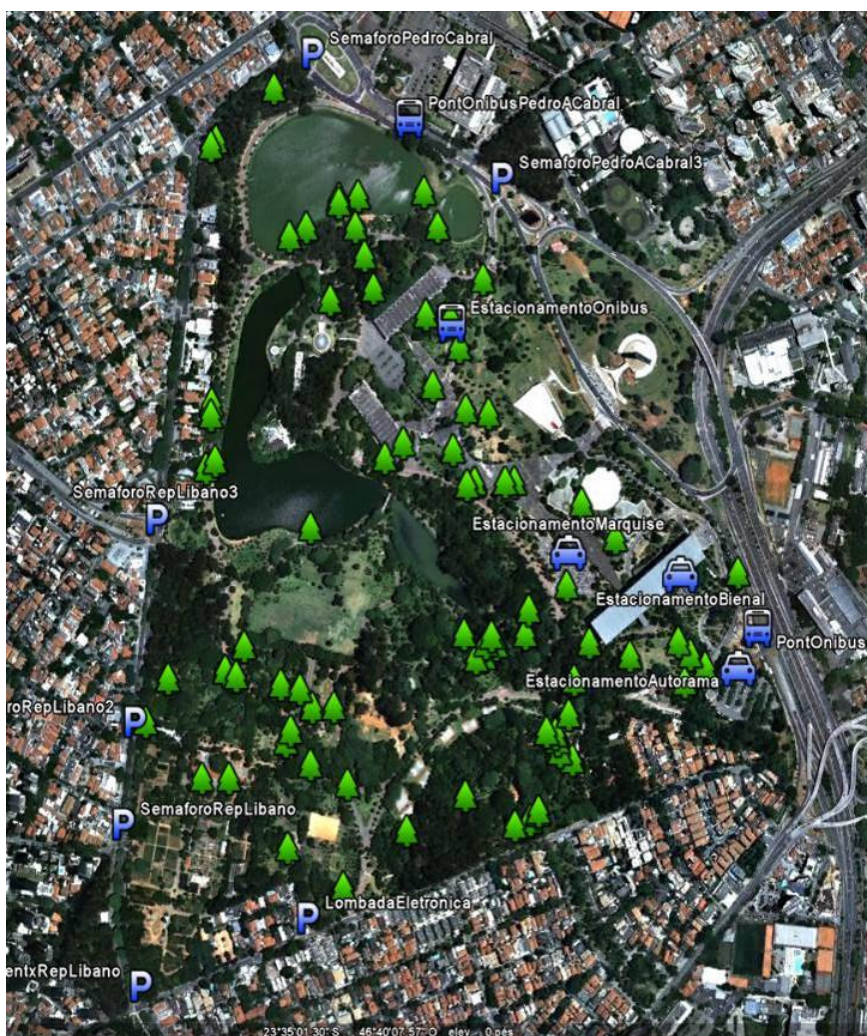 SemaforoPedroCabral
PontOnibusPedroACabral
SemaforoPedroACabral3
EstacionamentoOnibus
SemaforoRepLibano3
EstacionamentoMarquise
EstacionamentoBienal
PontOnibus
EstacionamentoAutorama
roRepLibano2
SemaforoRepLibano
LombadaEletronica
entxRepLibano
23°35'01.30" S 46°40'07.57" O elev 0 pés